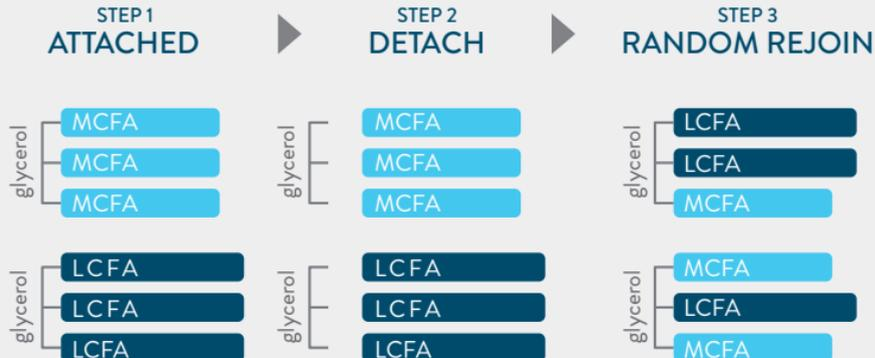 STEP 1
ATTACHED
STEP 2
DETACH
STEP 3
RANDOM REJOIN
glycerol
MCFA
MCFA
MCFA
glycerol
MCFA
MCFA
MCFA
glycerol
LCFA
LCFA
MCFA
glycerol
LCFA
LCFA
LCFA
glycerol
LCFA
LCFA
LCFA
glycerol
MCFA
LCFA
MCFA